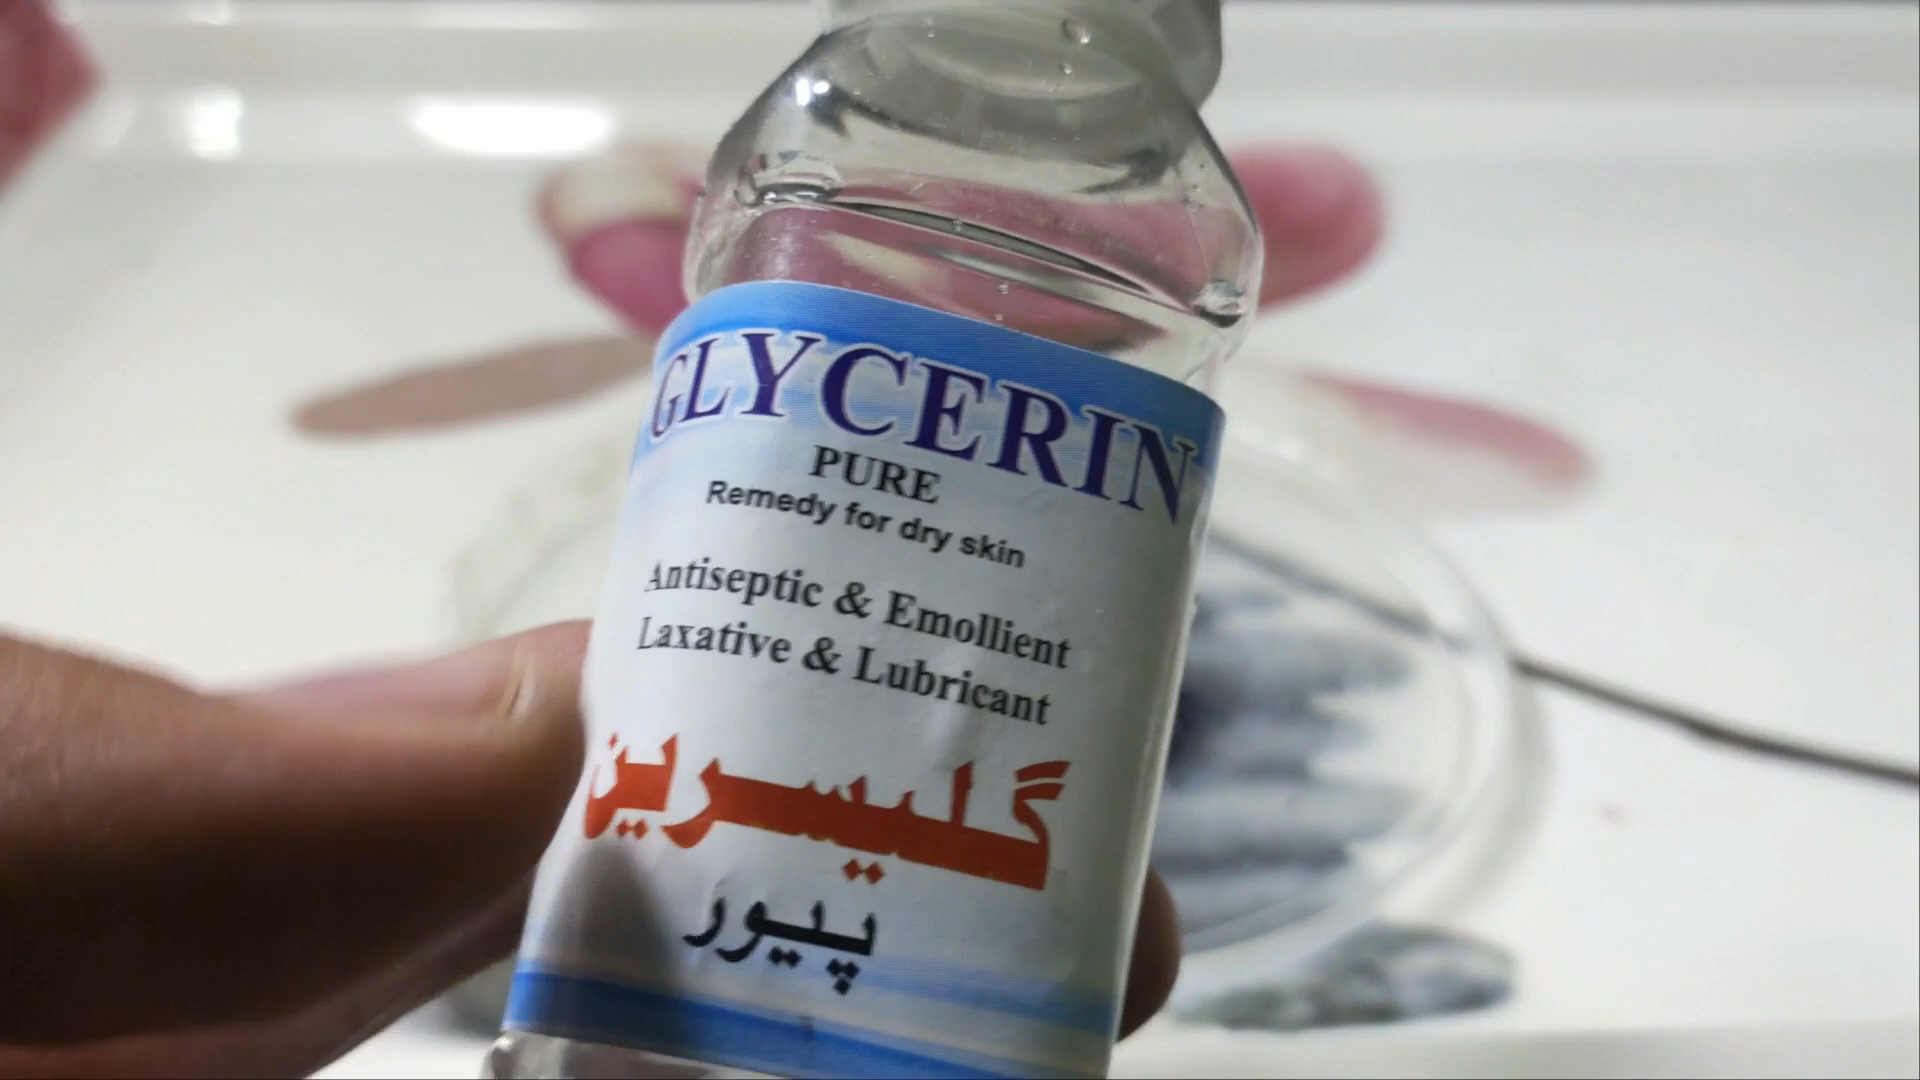 GLYCERIN
PURE
Remedy for dry skin
Antiseptic & Emollient
Laxative & Lubricant
گلیسرین
پیور